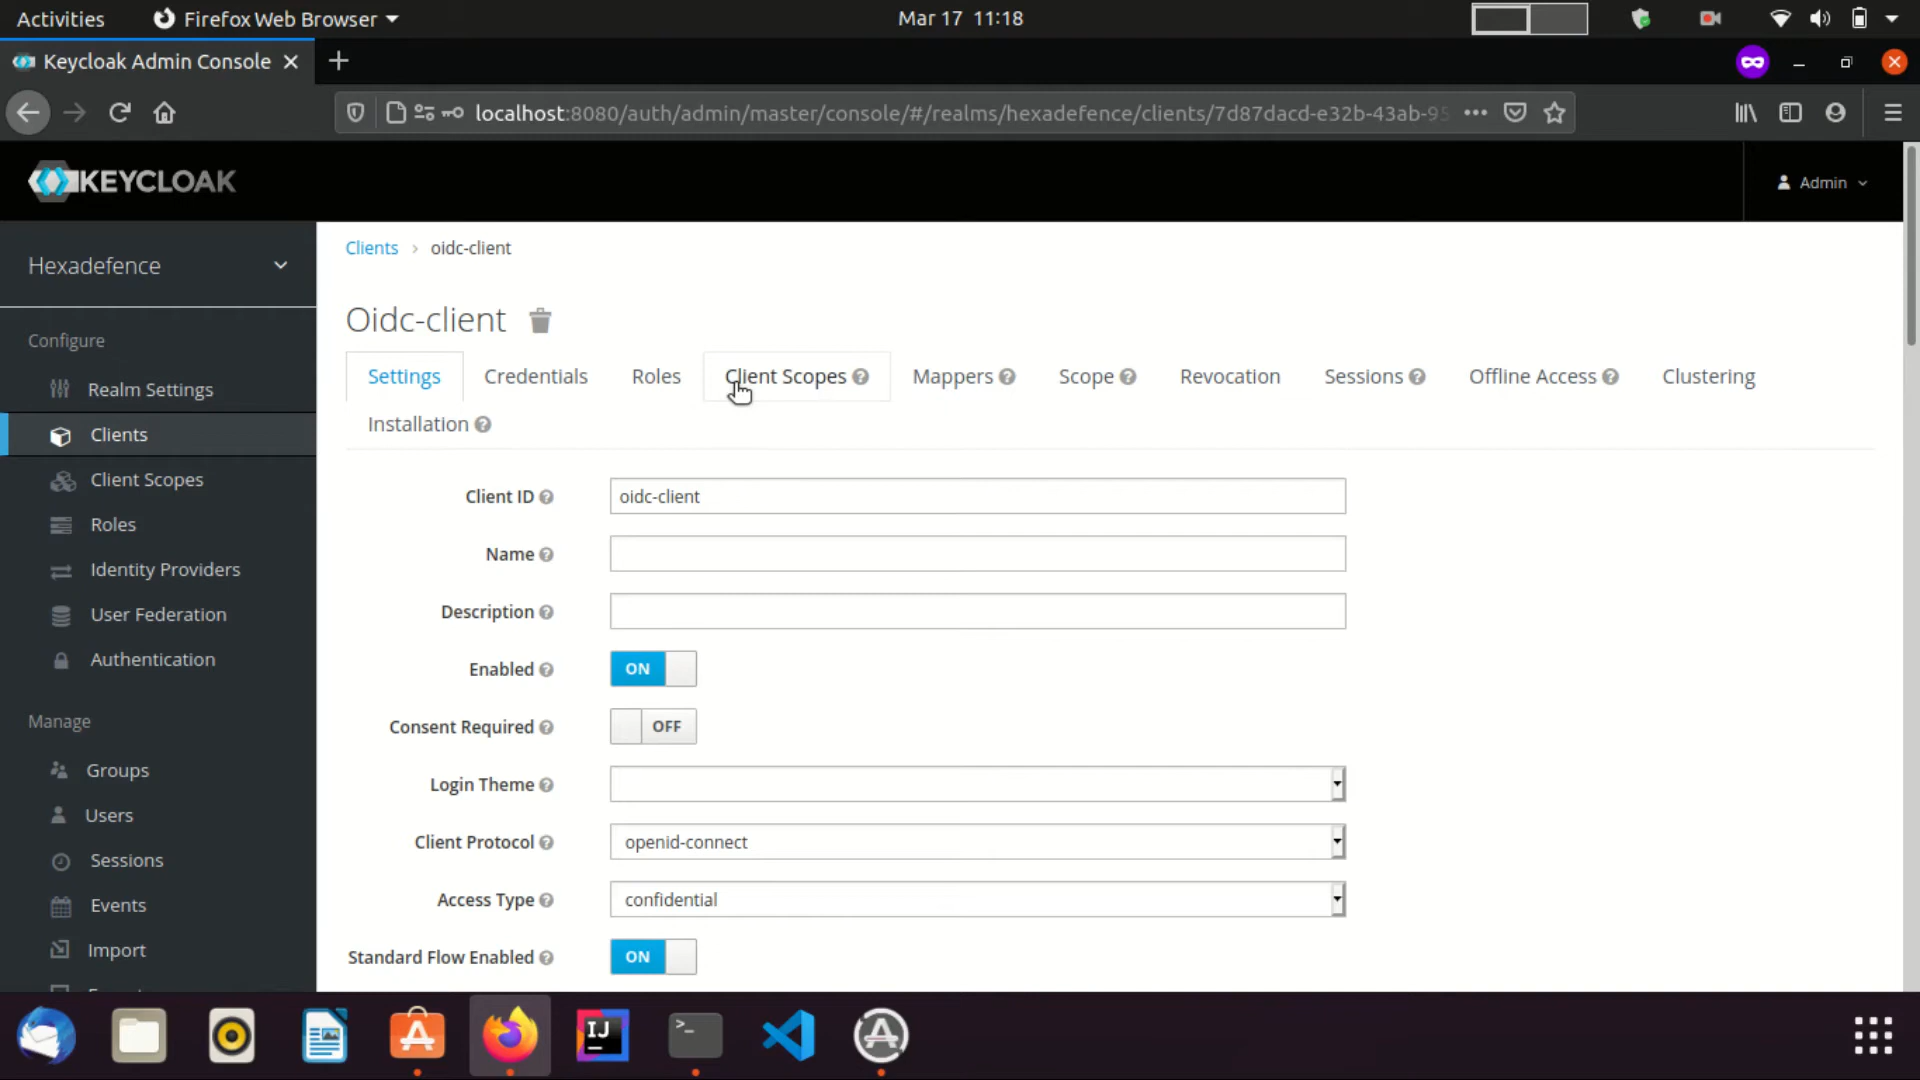 Activities
Firefox Web Browser
Mar 17 11:18
Keycloak Admin Console
localhost:8080/auth/admin/master/console/#/realms/hexadefence/clients/7d87dacd-e32b-43ab-95
KEYCLOAK
Admin
Hexadefence
Configure
Realm Settings
Clients
Client Scopes
Roles
Identity Providers
User Federation
Authentication
Manage
Groups
Users
Sessions
Events
Import
Clients > oidc-client
Oidc-client
Settings
Credentials
Roles
Client Scopes
Mappers
Scope
Revocation
Sessions
Offline Access
Clustering
Installation
Client ID
oidc-client
Name
Description
Enabled
ON
Consent Required
OFF
Login Theme
Client Protocol
openid-connect
Access Type
confidential
Standard Flow Enabled
ON
IJ